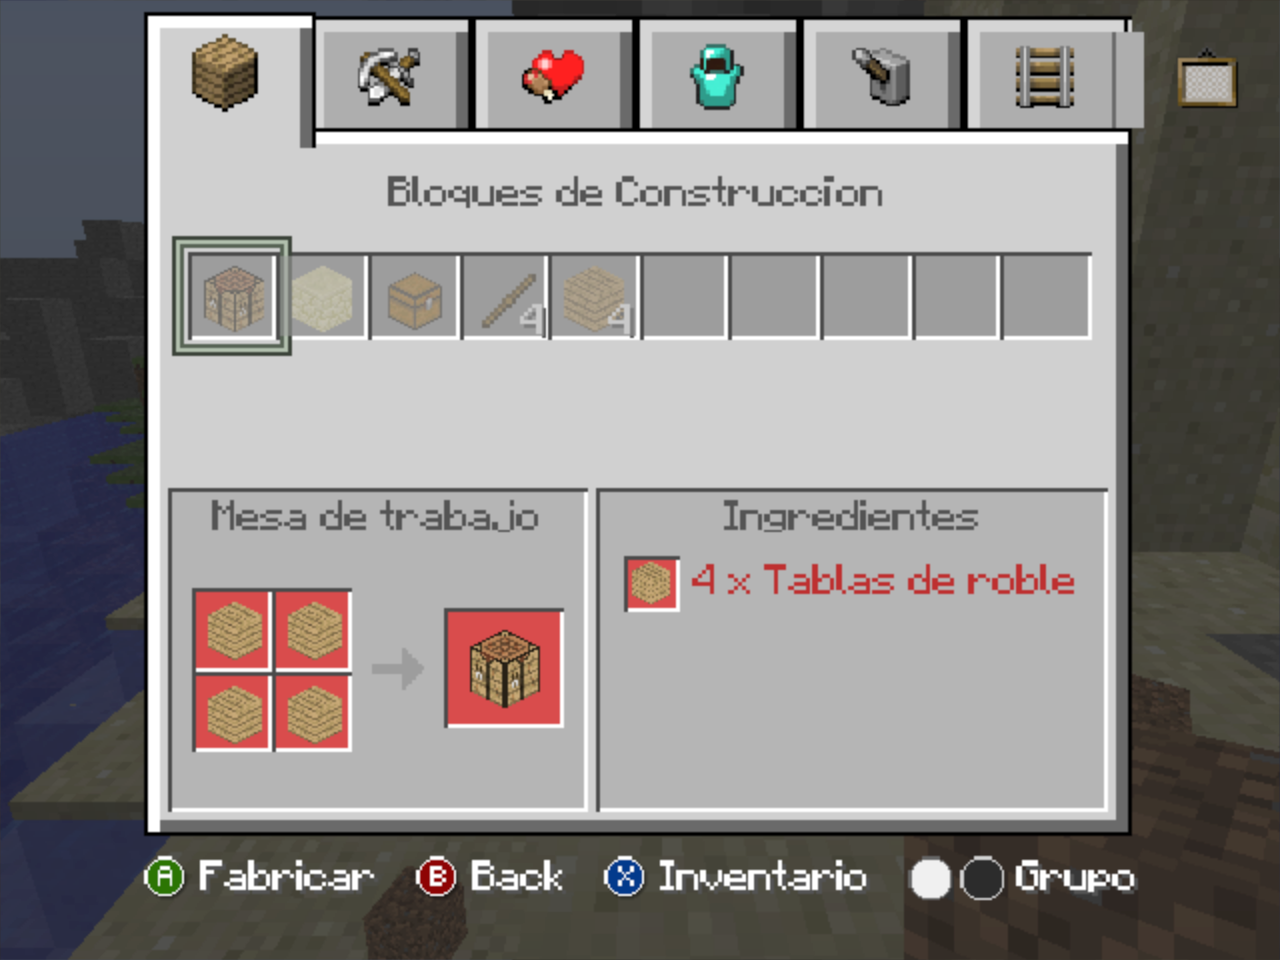 Bloques de Construccion
4 4
Mesa de trabajo
Ingredientes
4 x Tablas de roble
A Fabricar B Back X Inventario Grupo